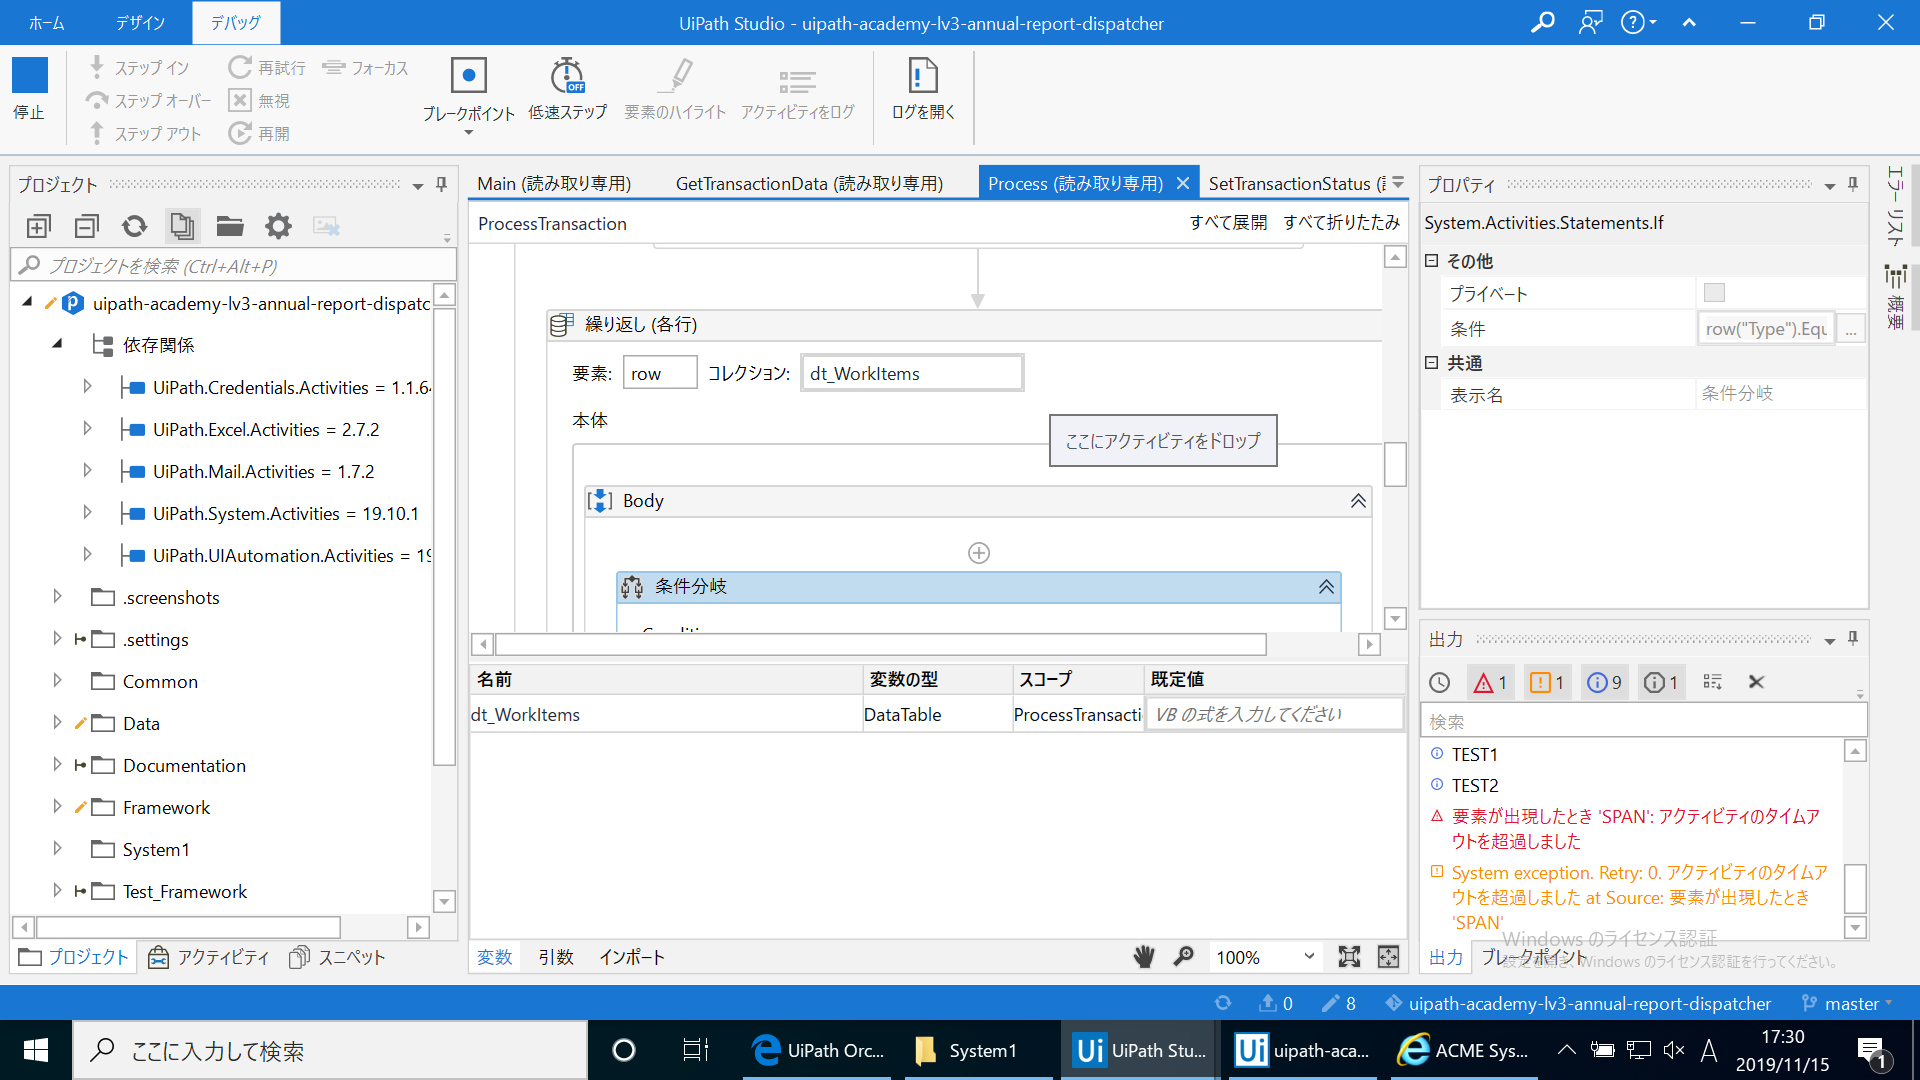 ホーム
デザイン
デバッグ
UiPath Studio - uipath-academy-lv3-annual-report-dispatcher
停止
ステップ イン
ステップ オーバー
ステップ アウト
再試行
無視
再開
フォーカス
ブレークポイント
OFF
低速ステップ
要素のハイライト
アクティビティをログ
ログを開く
プロジェクト
プロジェクトを検索 (Ctrl+Alt+P)
uipath-academy-lv3-annual-report-dispatc
依存関係
UiPath.Credentials.Activities = 1.1.6
UiPath.Excel.Activities = 2.7.2
UiPath.Mail.Activities = 1.7.2
UiPath.System.Activities = 19.10.1
UiPath.UIAutomation.Activities = 19
.screenshots
.settings
Common
Data
Documentation
Framework
System1
Test_Framework
プロジェクト
アクティビティ
スニペット
Main (読み取り専用)
GetTransactionData (読み取り専用)
Process (読み取り専用)
SetTransactionStatus (
ProcessTransaction
すべて展開
すべて折りたたみ
繰り返し (各行)
要素:
row
コレクション:
dt_WorkItems
本体
ここにアクティビティをドロップ
Body
条件分岐
名前
変数の型
スコープ
既定値
dt_WorkItems
DataTable
ProcessTransacti
VB の式を入力してください
変数
引数
インポート
100%
プロパティ
System.Activities.Statements.If
その他
プライベート
条件
row("Type").Equ
...
共通
表示名
条件分岐
エラー リスト
概要
出力
1
1
9
1
検索
TEST1
TEST2
要素が出現したとき 'SPAN': アクティビティのタイムア
ウトを超過しました
System exception. Retry: 0. アクティビティのタイムア
ウトを超過しました at Source: 要素が出現したとき
'SPAN'
Windows のライセンス認証
設定を開き、Windows のライセンス認証を行ってください。
出力
ブレークポイント
0
8
uipath-academy-lv3-annual-report-dispatcher
master
ここに入力して検索
UiPath Orc...
System1
Ui
UiPath Stu...
Ui
uipath-aca...
ACME Sys...
A
17:30
2019/11/15
1